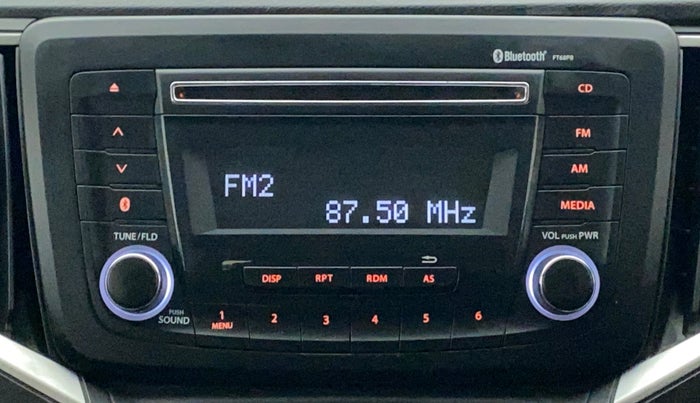 Bluetooth®
FT68PB
CD
FM
AM
MEDIA
FM2
87.50 MHz
TUNE/FLD
VOL PUSH PWR
DISP
RPT
RDM
AS
PUSH
SOUND
1
MENU
2
3
4
5
6